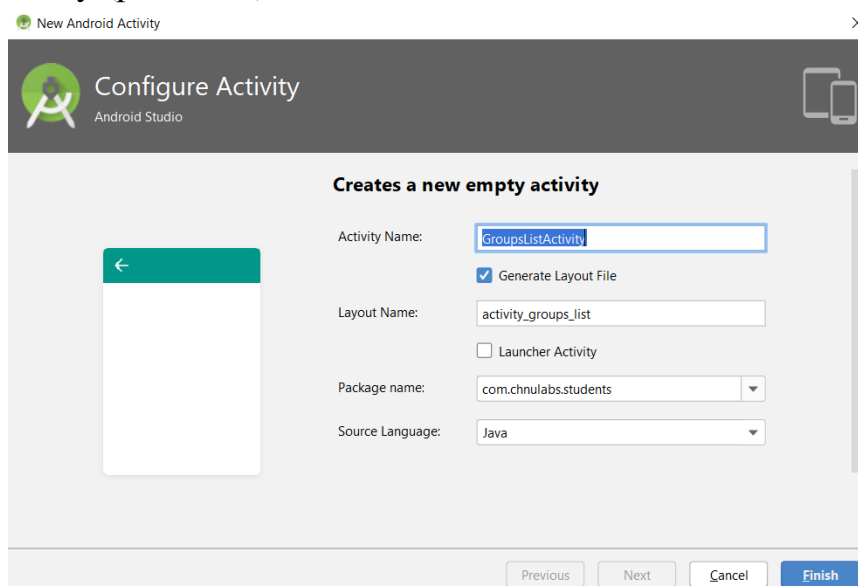 New Android Activity
Configure Activity
Android Studio
Creates a new empty activity
Activity Name: GroupsListActivity
Generate Layout File
Layout Name: activity_groups_list
Launcher Activity
Package name: com.chnulabs.students
Source Language: Java
Previous Next Cancel Finish